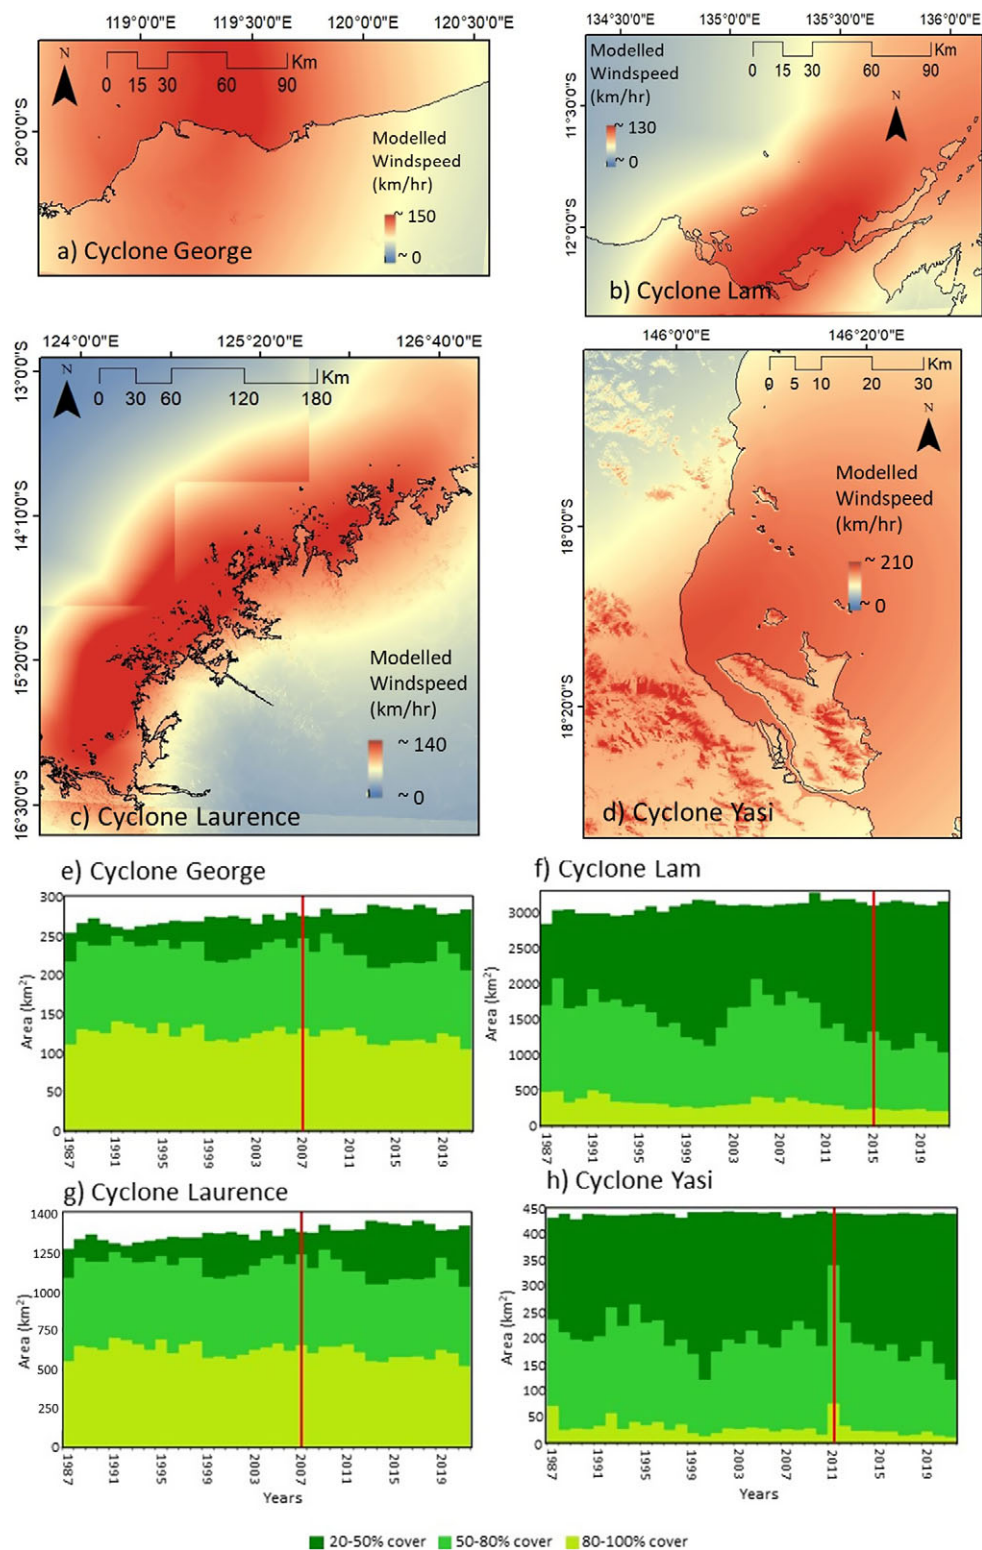 119°0'0"E 119°30'0"E 120°0'0"E 120°30'0"E
N
Km
0 15 30 60 90
20°0'0"S
Modelled
Windspeed
(km/hr)
~ 150
~ 0
a) Cyclone George
134°30'0"E 135°0'0"E 135°30'0"E 136°0'0"E
Modelled
Windspeed
(km/hr)
Km
0 15 30 60 90
N
~ 130
~ 0
11°30'0"S
12°0'0"S
b) Cyclone Lam
124°0'0"E 125°20'0"E 126°40'0"E
N
Km
0 30 60 120 180
13°0'0"S
14°10'0"S
15°20'0"S
16°30'0"S
Modelled
Windspeed
(km/hr)
~ 140
~ 0
c) Cyclone Laurence
146°0'0"E 146°20'0"E
Km
0 5 10 20 30
N
Modelled
Windspeed
(km/hr)
~ 210
~ 0
18°0'0"S
18°20'0"S
d) Cyclone Yasi
e) Cyclone George
300
250
200
150
100
50
0
Area (km²)
1987 1991 1995 1999 2003 2007 2011 2015 2019
f) Cyclone Lam
3000
2500
2000
1500
1000
500
0
Area (km²)
1987 1991 1995 1999 2003 2007 2011 2015 2019
g) Cyclone Laurence
1400
1250
1000
750
500
250
0
Area (km²)
1987 1991 1995 1999 2003 2007 2011 2015 2019
Years
h) Cyclone Yasi
450
400
350
300
250
200
150
100
50
0
Area (km²)
1987 1991 1995 1999 2003 2007 2011 2015 2019
Years
20-50% cover 50-80% cover 80-100% cover